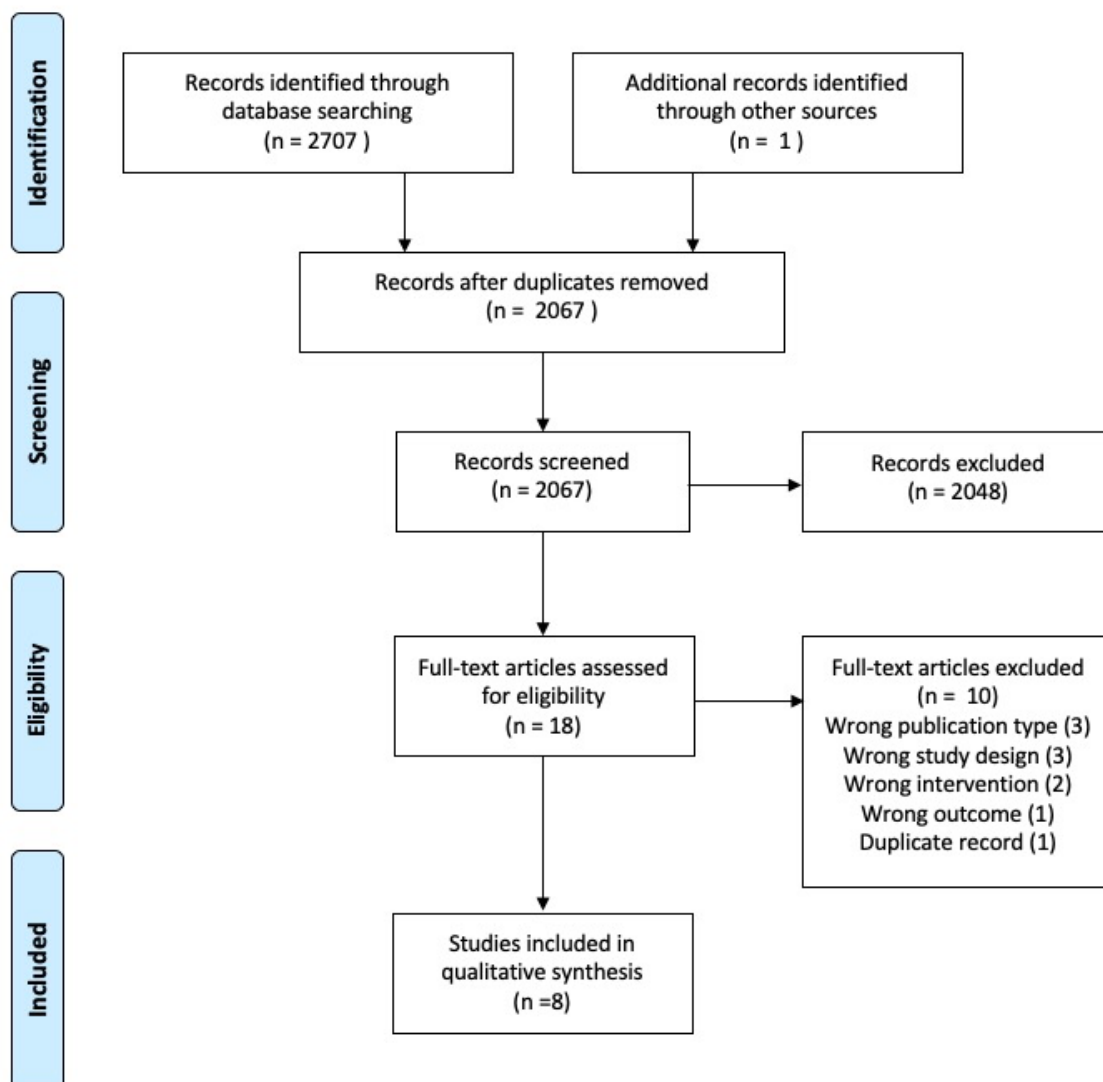 Identification
Records identified through
database searching
(n = 2707 )
Additional records identified
through other sources
(n =  1 )
Records after duplicates removed
(n =  2067 )
Screening
Records screened
(n = 2067)
Records excluded
(n = 2048)
Eligibility
Full-text articles assessed
for eligibility
(n = 18)
Full-text articles excluded
(n =  10)
Wrong publication type (3)
Wrong study design (3)
Wrong intervention (2)
Wrong outcome (1)
Duplicate record (1)
Included
Studies included in
qualitative synthesis
(n =8)